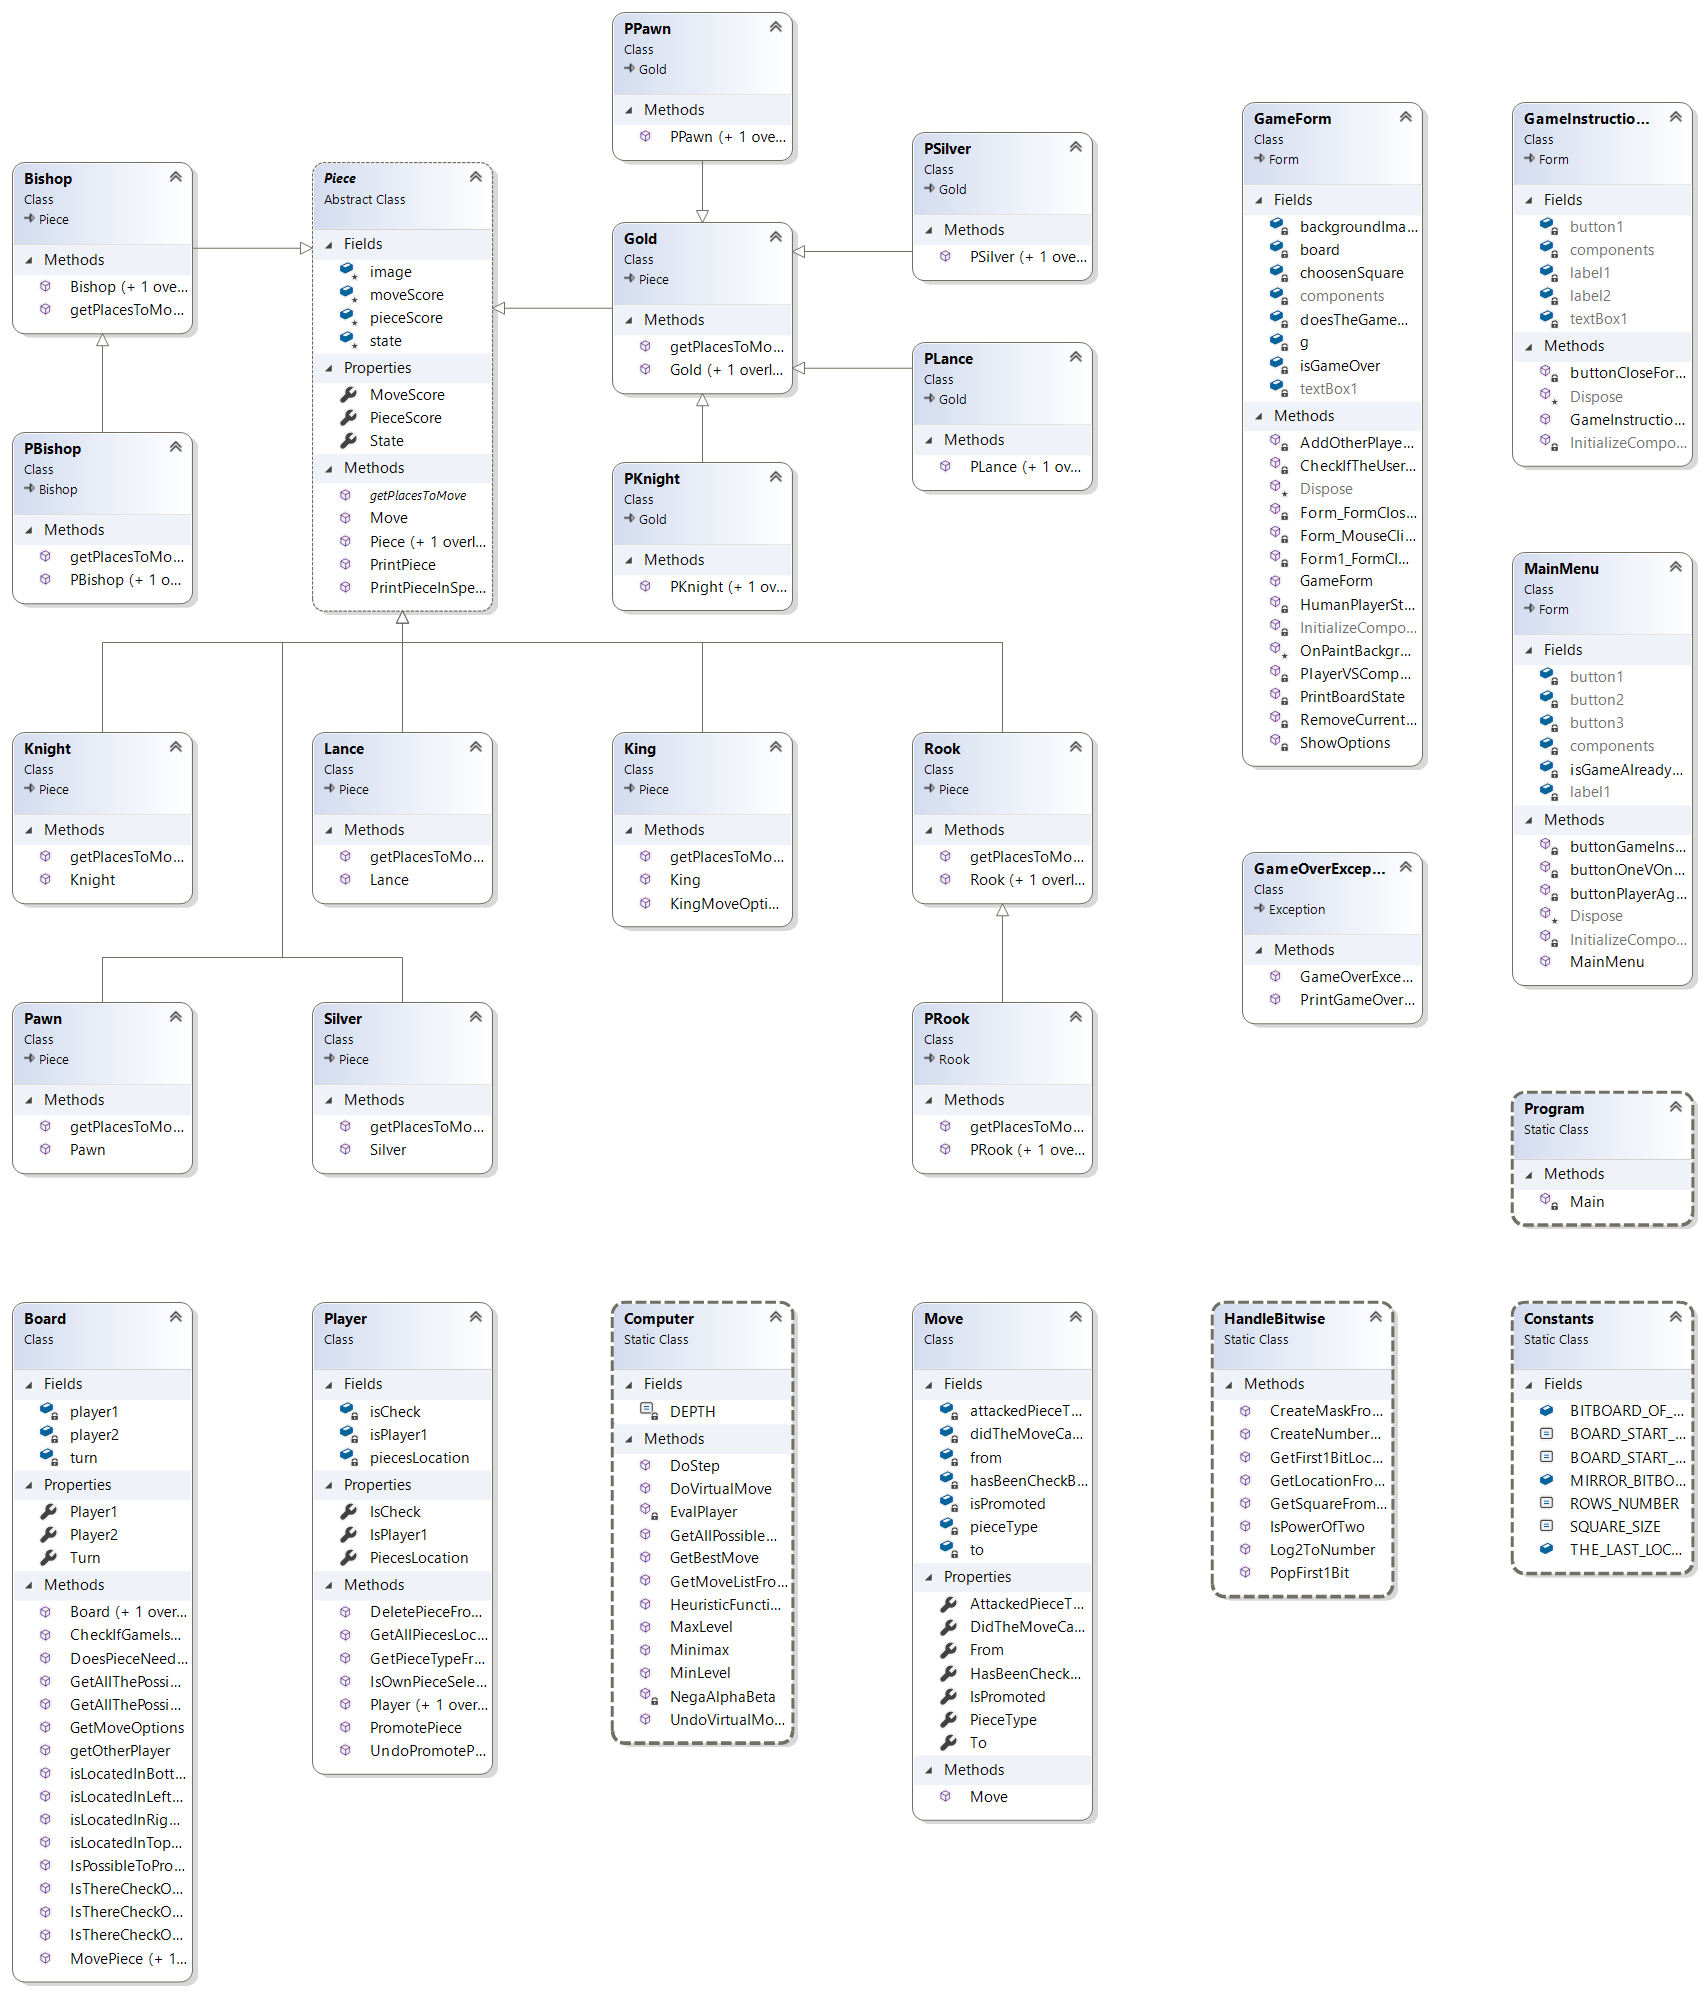 PPawn
Class
Gold
Methods
PPawn (+ 1 ove...
Bishop
Class
Piece
Methods
Bishop (+ 1 ove...
getPlacesToMo...
Piece
Abstract Class
Fields
image
moveScore
pieceScore
state
Properties
MoveScore
PieceScore
State
Methods
getPlacesToMove
Move
Piece (+ 1 overl...
PrintPiece
PrintPieceInSpe...
Gold
Class
Piece
Methods
getPlacesToMo...
Gold (+ 1 overl...
PSilver
Class
Gold
Methods
PSilver (+ 1 ove...
PLance
Class
Gold
Methods
PLance (+ 1 ov...
PBishop
Class
Bishop
Methods
getPlacesToMo...
PBishop (+ 1 o...
PKnight
Class
Gold
Methods
PKnight (+ 1 ov...
GameForm
Class
Form
Fields
backgroundIma...
board
choosenSquare
components
doesTheGame...
g
isGameOver
textBox1
Methods
AddOtherPlaye...
CheckIfTheUser...
Dispose
Form_FormClos...
Form_MouseCli...
Form1_FormCl...
GameForm
HumanPlayerSt...
InitializeCompo...
OnPaintBackgr...
PlayerVSComp...
PrintBoardState
RemoveCurrent...
ShowOptions
GameInstructio...
Class
Form
Fields
button1
components
label1
label2
textBox1
Methods
buttonCloseFor...
Dispose
GameInstructio...
InitializeCompo...
MainMenu
Class
Form
Fields
button1
button2
button3
components
isGameAlready...
label1
Methods
buttonGameIns...
buttonOneVOn...
buttonPlayerAg...
Dispose
InitializeCompo...
MainMenu
Knight
Class
Piece
Methods
getPlacesToMo...
Knight
Lance
Class
Piece
Methods
getPlacesToMo...
Lance
King
Class
Piece
Methods
getPlacesToMo...
King
KingMoveOpti...
Rook
Class
Piece
Methods
getPlacesToMo...
Rook (+ 1 overl...
GameOverExcep...
Class
Exception
Methods
GameOverExce...
PrintGameOver...
Pawn
Class
Piece
Methods
getPlacesToMo...
Pawn
Silver
Class
Piece
Methods
getPlacesToMo...
Silver
PRook
Class
Rook
Methods
getPlacesToMo...
PRook (+ 1 ove...
Program
Static Class
Methods
Main
Board
Class
Fields
player1
player2
turn
Properties
Player1
Player2
Turn
Methods
Board (+ 1 over...
CheckIfGameIs...
DoesPieceNeed...
GetAllThePossi...
GetAllThePossi...
GetMoveOptions
getOtherPlayer
isLocatedInBott...
isLocatedInLeft...
isLocatedInRig...
isLocatedInTop...
IsPossibleToPro...
IsThereCheckO...
IsThereCheckO...
IsThereCheckO...
MovePiece (+ 1...
Player
Class
Fields
isCheck
isPlayer1
piecesLocation
Properties
IsCheck
IsPlayer1
PiecesLocation
Methods
DeletePieceFro...
GetAllPiecesLoc...
GetPieceTypeFr...
IsOwnPieceSele...
Player (+ 1 over...
PromotePiece
UndoPromoteP...
Computer
Static Class
Fields
DEPTH
Methods
DoStep
DoVirtualMove
EvalPlayer
GetAllPossible...
GetBestMove
GetMoveListFro...
HeuristicFuncti...
MaxLevel
Minimax
MinLevel
NegaAlphaBeta
UndoVirtualMo...
Move
Class
Fields
attackedPieceT...
didTheMoveCa...
from
hasBeenCheckB...
isPromoted
pieceType
to
Properties
AttackedPieceT...
DidTheMoveCa...
From
HasBeenCheck...
IsPromoted
PieceType
To
Methods
Move
HandleBitwise
Static Class
Methods
CreateMaskFro...
CreateNumber...
GetFirst1BitLoc...
GetLocationFro...
GetSquareFrom...
IsPowerOfTwo
Log2ToNumber
PopFirst1Bit
Constants
Static Class
Fields
BITBOARD_OF_...
BOARD_START_...
BOARD_START_...
MIRROR_BITBO...
ROWS_NUMBER
SQUARE_SIZE
THE_LAST_LOC...